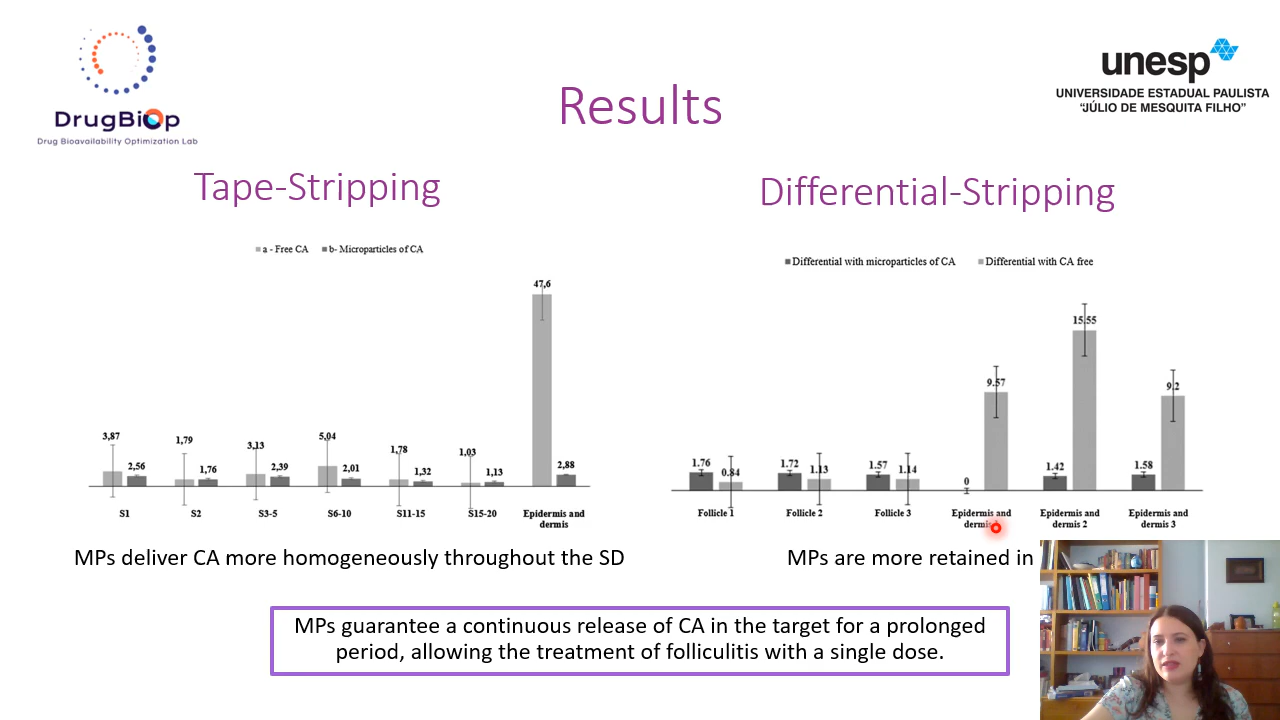 DrugBiOp
Drug Bioavailability Optimization Lab
unesp
UNIVERSIDADE ESTADUAL PAULISTA
“JÚLIO DE MESQUITA FILHO”
Results
Tape-Stripping
a - Free CA b- Microparticles of CA
47,6
3,87
2,56
1,79
1,76
3,13
2,39
5,04
2,01
1,78
1,32
1,03
1,13
2,88
S1 S2 S3-5 S6-10 S11-15 S15-20 Epidermis and
dermis
MPs deliver CA more homogeneously throughout the SD
Differential-Stripping
Differential with microparticles of CA Differential with CA free
1.76
0.84
1.72
1.13
1.57
1.14
0
9.57
1.42
15.55
1.58
9.2
Follicle 1 Follicle 2 Follicle 3 Epidermis and Epidermis and Epidermis and
dermis dermis 2 dermis 3
MPs are more retained in
MPs guarantee a continuous release of CA in the target for a prolonged
period, allowing the treatment of folliculitis with a single dose.